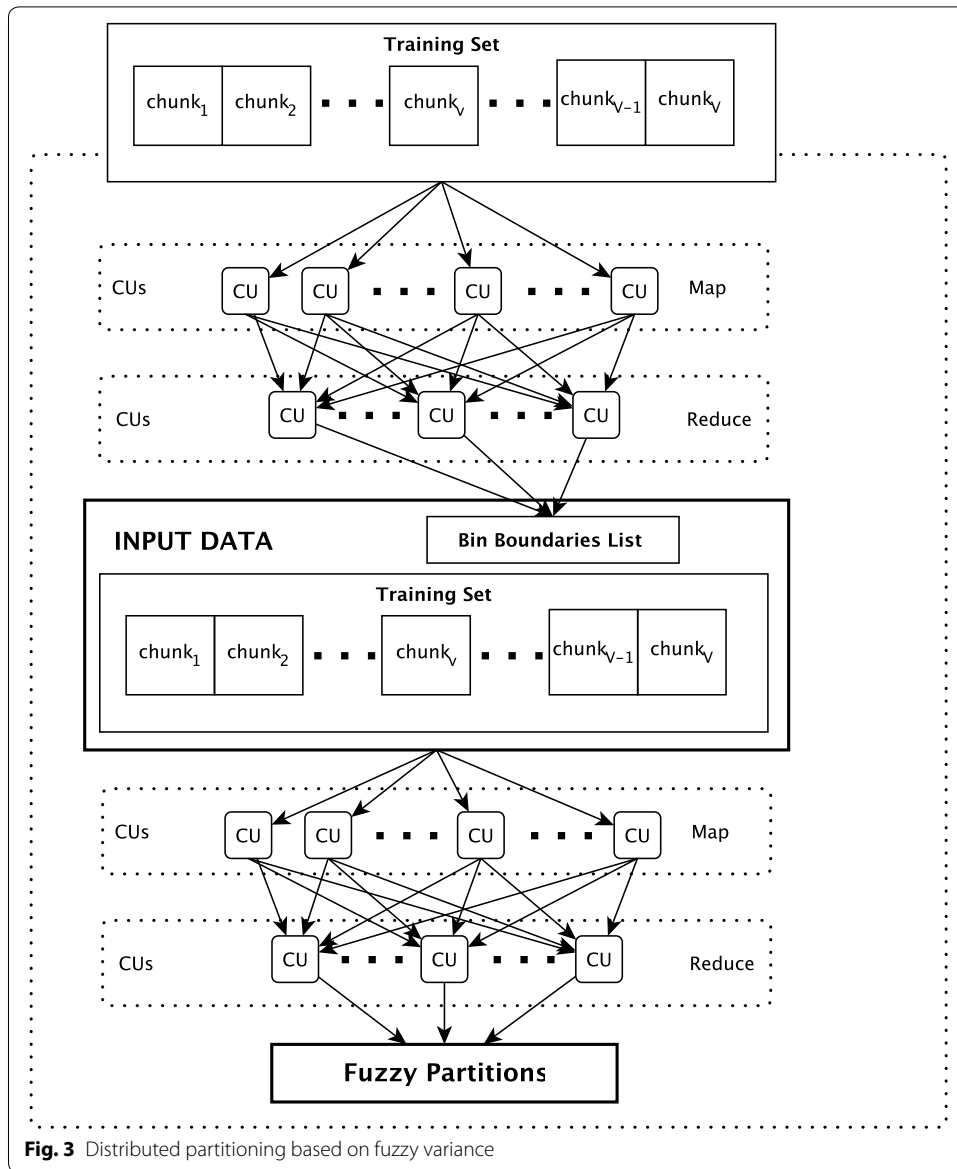 Training Set
chunk1 chunk2 chunkv chunkV-1 chunkV
CUs CU CU CU CU Map
CUs CU CU CU Reduce
INPUT DATA
Bin Boundaries List
Training Set
chunk1 chunk2 chunkv chunkV-1 chunkV
CUs CU CU CU CU Map
CUs CU CU CU Reduce
Fuzzy Partitions
Fig. 3 Distributed partitioning based on fuzzy variance